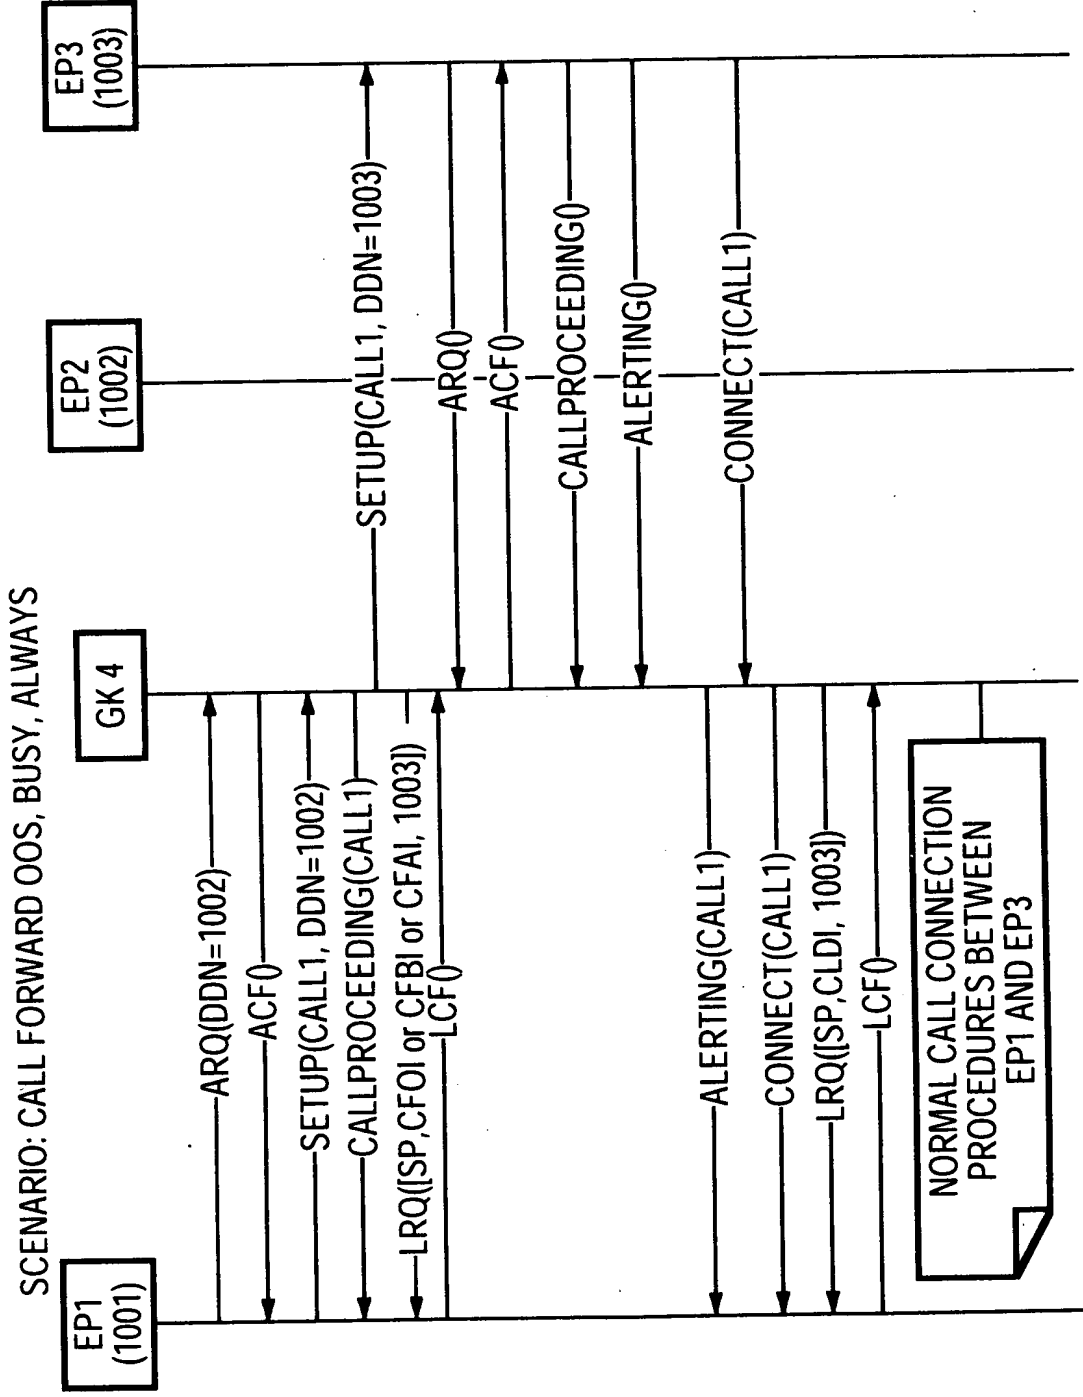 SCENARIO: CALL FORWARD OOS, BUSY, ALWAYS
EP1
(1001)
GK 4
EP2
(1002)
EP3
(1003)
ARQ(DDN=1002)
ACF()
SETUP(CALL1, DDN=1002)
CALLPROCEEDING(CALL1)
SETUP(CALL1, DDN=1003)
LRQ([SP,CFOI or CFBI or CFAI, 1003])
LCF()
ARQ()
ACF()
CALLPROCEEDING()
ALERTING()
ALERTING(CALL1)
CONNECT(CALL1)
CONNECT(CALL1)
LRQ([SP,CLDI, 1003])
LCF()
NORMAL CALL CONNECTION
PROCEDURES BETWEEN
EP1 AND EP3